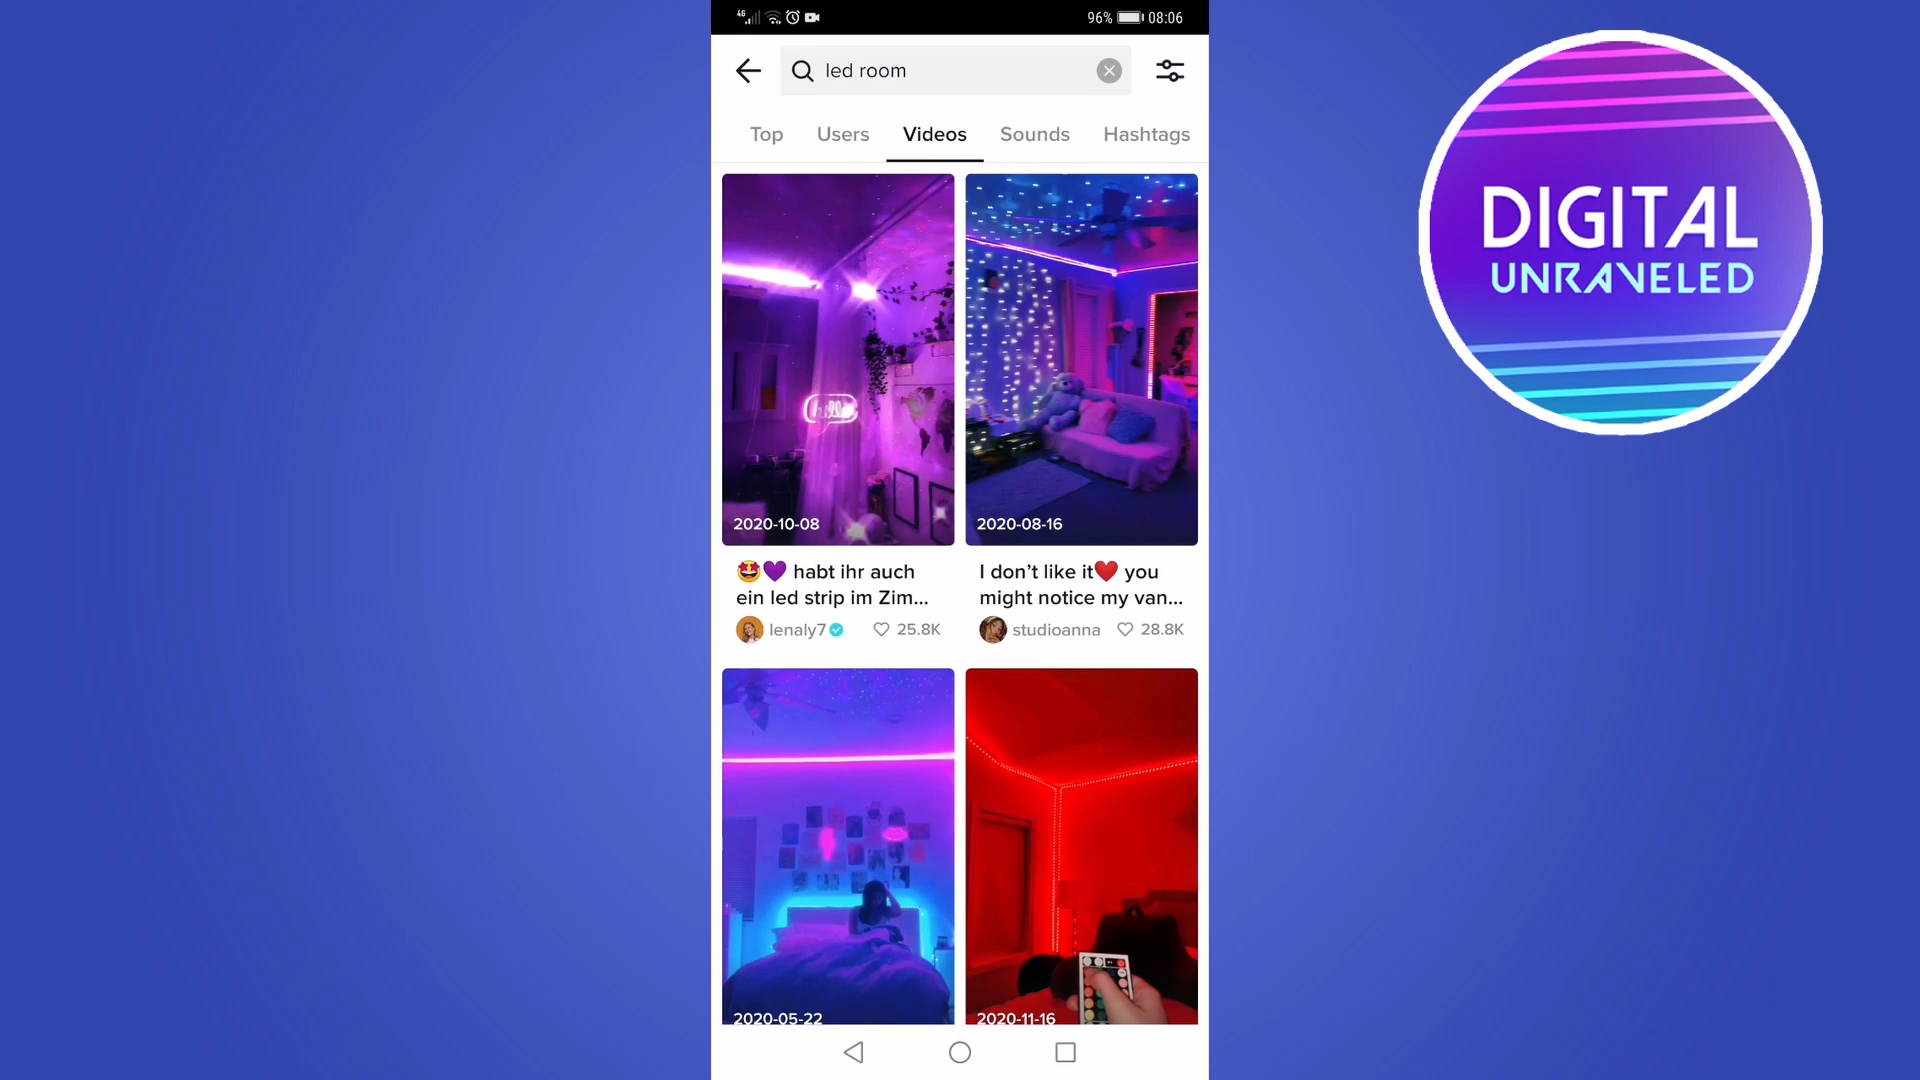 4G
96%
08:06
led room
Top
Users
Videos
Sounds
Hashtags
2020-10-08
2020-08-16
🤩💜 habt ihr auch
ein led strip im Zim...
lenaly7
25.8K
I don’t like it❤️ you
might notice my van...
studioanna
28.8K
2020-05-22
2020-11-16
DIGITAL
UNRAVELED